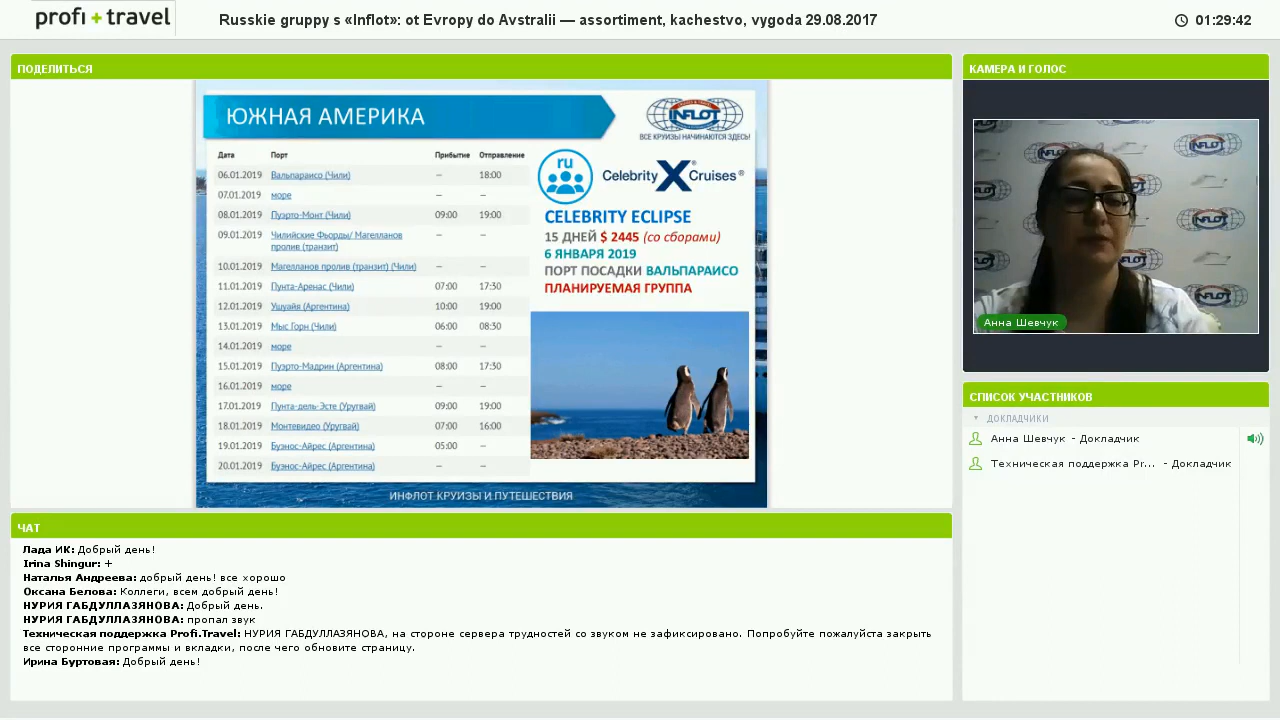 profi + travel
Russkie gruppy s «Inflot»: ot Evropy do Avstralii — assortiment, kachestvo, vygoda 29.08.2017
01:29:42
ПОДЕЛИТЬСЯ
ЮЖНАЯ АМЕРИКА
INFLOT
ВСЕ КРУИЗЫ НАЧИНАЮТСЯ ЗДЕСЬ!
Дата Порт Прибытие Отправление
06.01.2019 Вальпараисо (Чили) — 18:00
07.01.2019 море — —
08.01.2019 Пуэрто-Монт (Чили) 09:00 19:00
09.01.2019 Чилийские Фьорды/ Магелланов — —
пролив (транзит)
10.01.2019 Магелланов пролив (транзит) (Чили) — —
11.01.2019 Пунта-Аренас (Чили) 07:00 17:30
12.01.2019 Ушуайя (Аргентина) 10:00 19:00
13.01.2019 Мыс Горн (Чили) 06:00 08:30
14.01.2019 море — —
15.01.2019 Пуэрто-Мадрин (Аргентина) 08:00 17:30
16.01.2019 море — —
17.01.2019 Пунта-дель-Эсте (Уругвай) 09:00 19:00
18.01.2019 Монтевидео (Уругвай) 07:00 16:00
19.01.2019 Буэнос-Айрес (Аргентина) 05:00 —
20.01.2019 Буэнос-Айрес (Аргентина) — —
ru
Celebrity X Cruises®
CELEBRITY ECLIPSE
15 ДНЕЙ $ 2445 (со сборами)
6 ЯНВАРЯ 2019
ПОРТ ПОСАДКИ ВАЛЬПАРАИСО
ПЛАНИРУЕМАЯ ГРУППА
ИНФЛОТ КРУИЗЫ И ПУТЕШЕСТВИЯ
КАМЕРА И ГОЛОС
INFLOT
INFLOT
INFLOT
Анна Шевчук
СПИСОК УЧАСТНИКОВ
ДОКЛАДЧИКИ
Анна Шевчук - Докладчик
Техническая поддержка Pr... - Докладчик
ЧАТ
Лада ИК: Добрый день!
Irina Shingur: +
Наталья Андреева: добрый день! все хорошо
Оксана Белова: Коллеги, всем добрый день!
НУРИЯ ГАБДУЛЛАЗЯНОВА: Добрый день.
НУРИЯ ГАБДУЛЛАЗЯНОВА: пропал звук
Техническая поддержка Profi.Travel: НУРИЯ ГАБДУЛЛАЗЯНОВА, на стороне сервера трудностей со звуком не зафиксировано. Попробуйте пожалуйста закрыть
все сторонние программы и вкладки, после чего обновите страницу.
Ирина Буртовая: Добрый день!